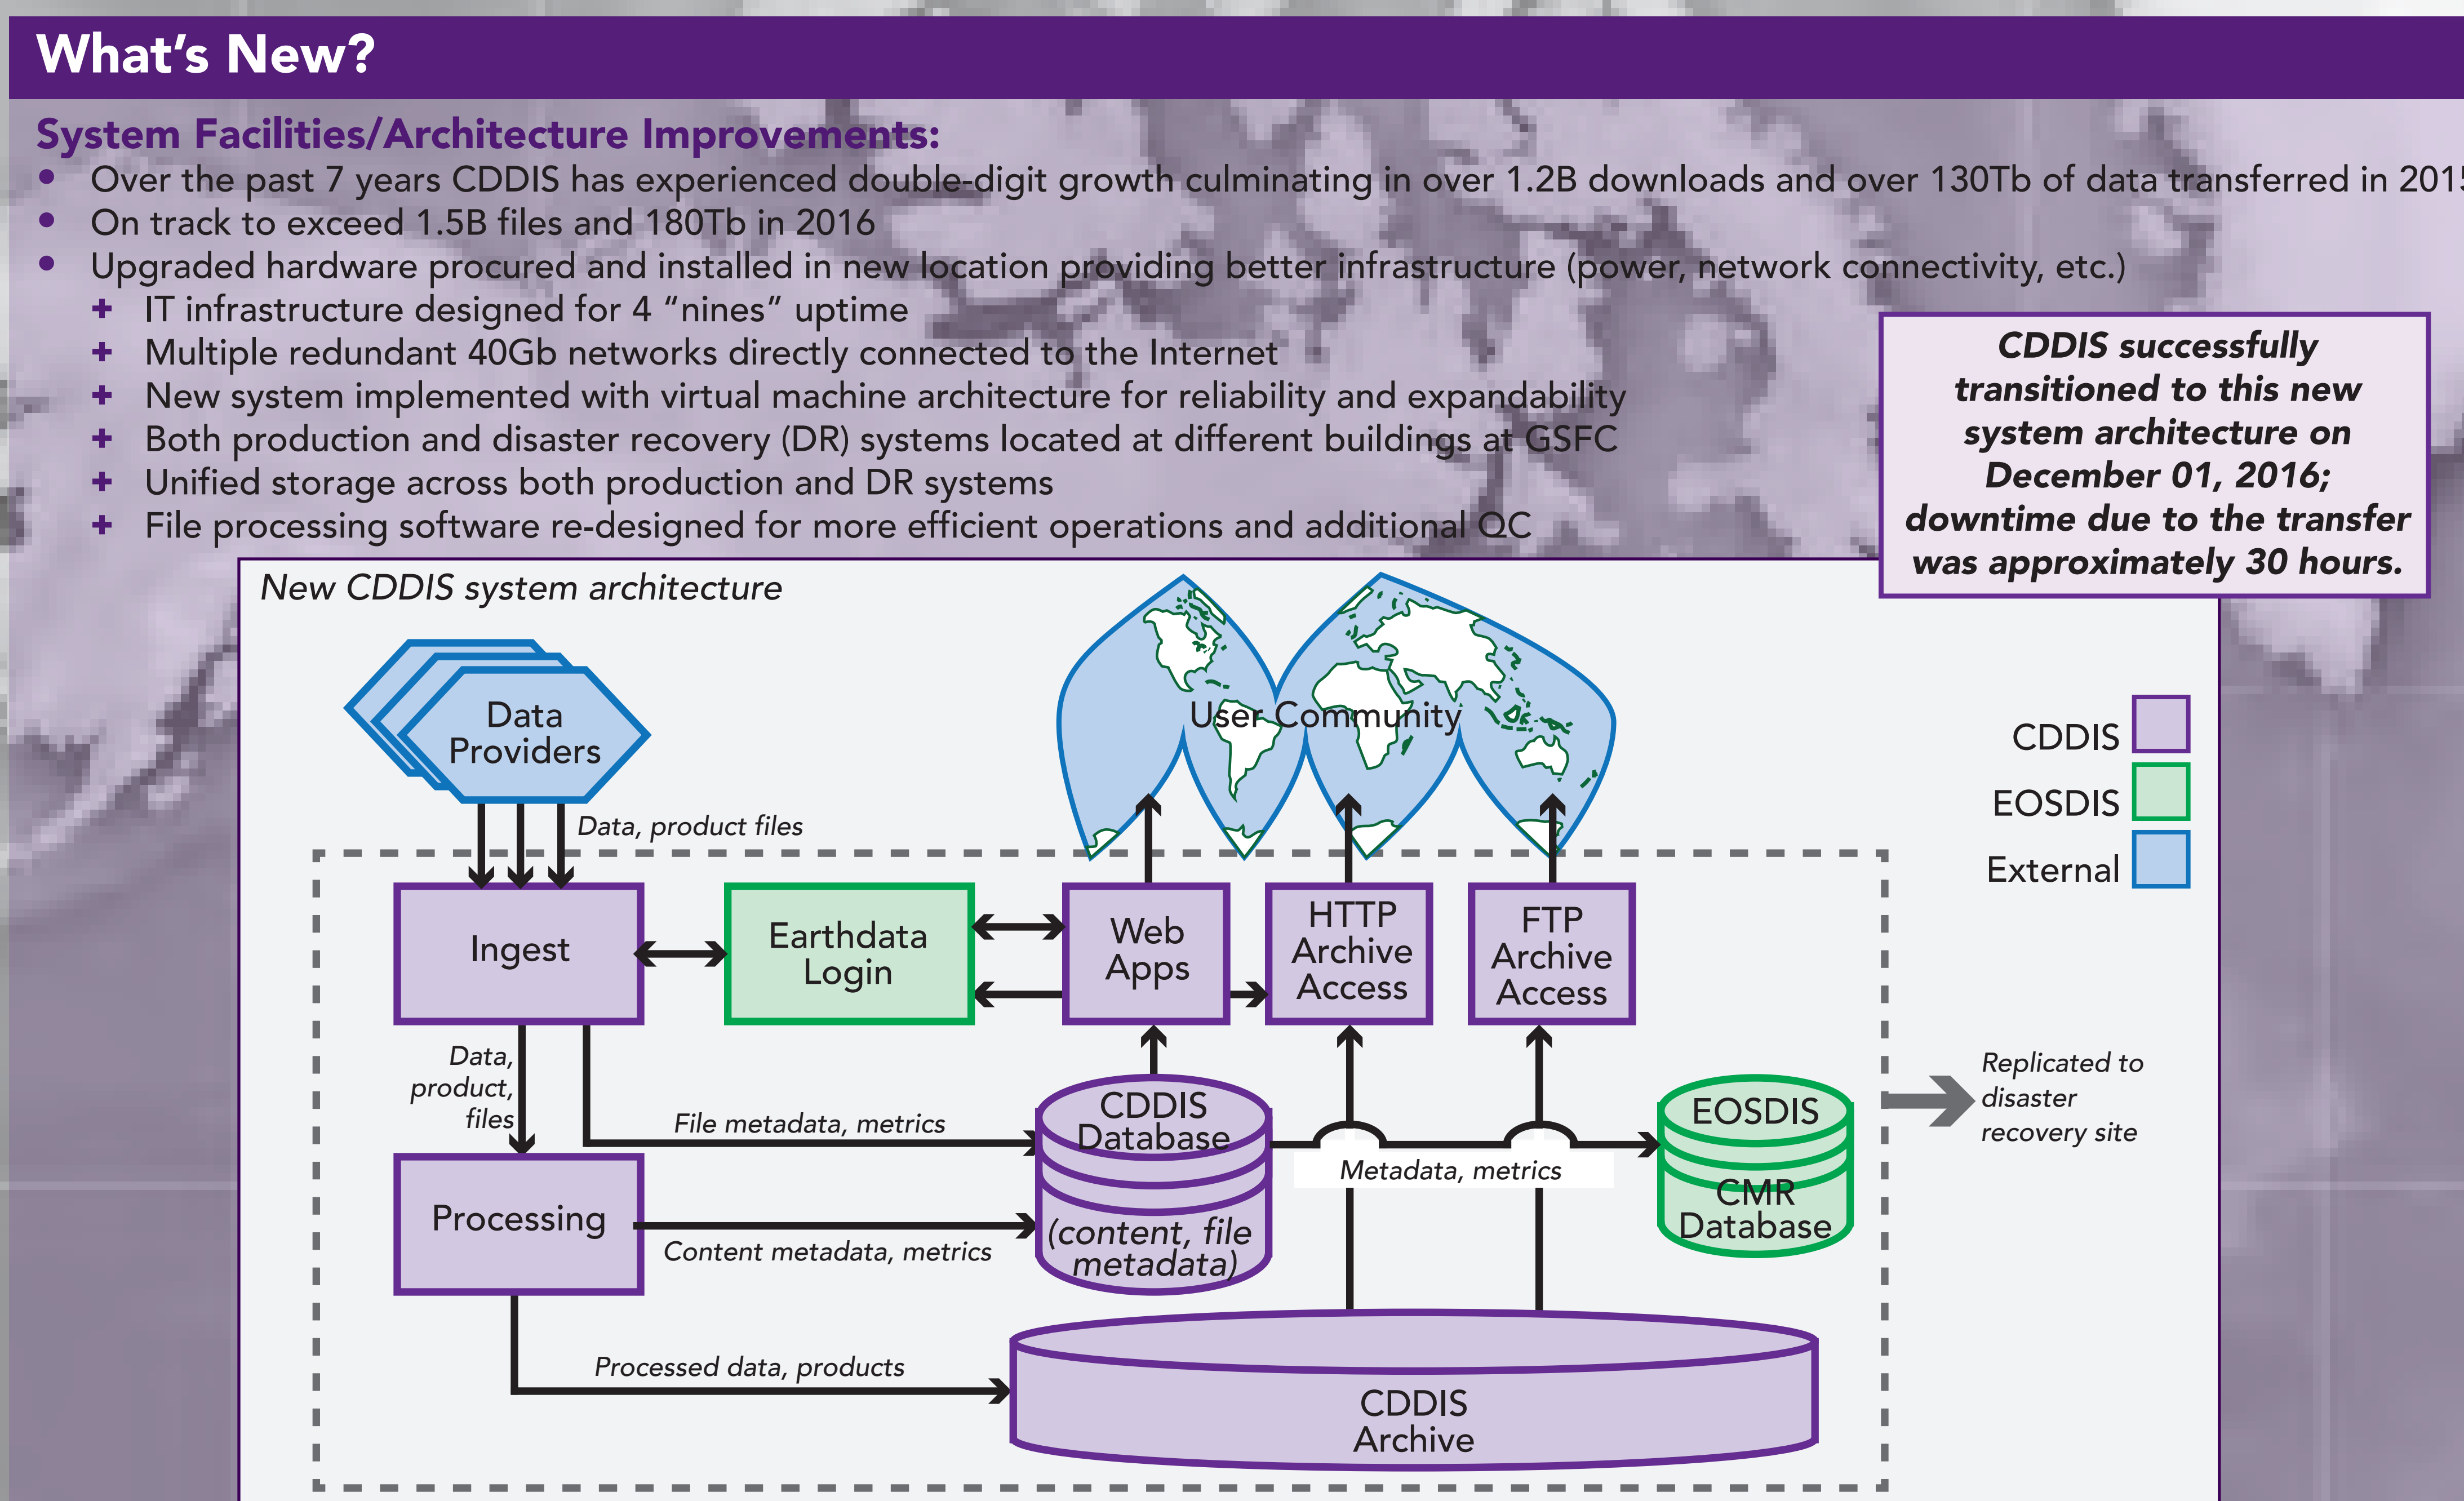 What's New?
System Facilities/Architecture Improvements:
• Over the past 7 years CDDIS has experienced double-digit growth culminating in over 1.2B downloads and over 130Tb of data transferred in 2015
• On track to exceed 1.5B files and 180Tb in 2016
• Upgraded hardware procured and installed in new location providing better infrastructure (power, network connectivity, etc.)
+ IT infrastructure designed for 4 “nines” uptime
+ Multiple redundant 40Gb networks directly connected to the Internet
+ New system implemented with virtual machine architecture for reliability and expandability
+ Both production and disaster recovery (DR) systems located at different buildings at GSFC
+ Unified storage across both production and DR systems
+ File processing software re-designed for more efficient operations and additional QC
CDDIS successfully
transitioned to this new
system architecture on
December 01, 2016;
downtime due to the transfer
was approximately 30 hours.
New CDDIS system architecture
Data
Providers
User Community
CDDIS
EOSDIS
External
Data, product files
Ingest
Earthdata
Login
Web
Apps
HTTP
Archive
Access
FTP
Archive
Access
Data,
product,
files
File metadata, metrics
CDDIS
Database
(content, file
metadata)
Metadata, metrics
EOSDIS
CMR
Database
Replicated to
disaster
recovery site
Processing
Content metadata, metrics
Processed data, products
CDDIS
Archive